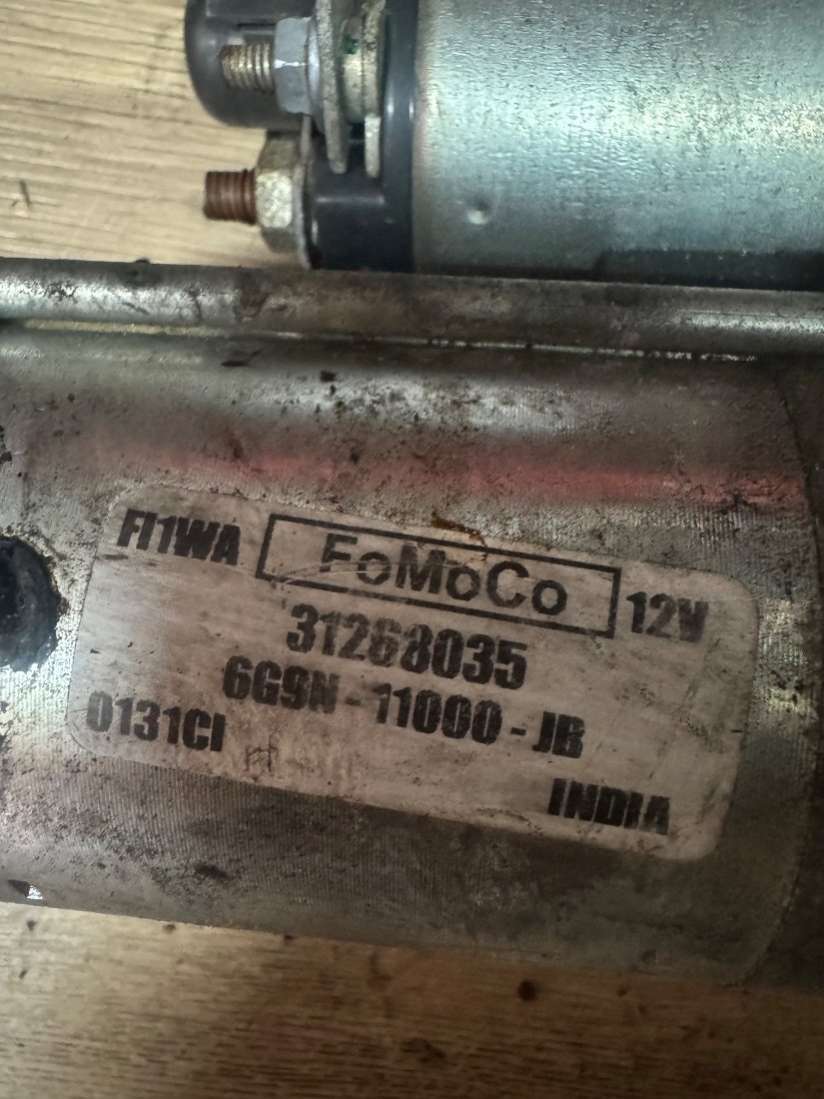 FI1WA FoMoCo 12V
31268035
6G9N-11000-JB
0131CI
INDIA